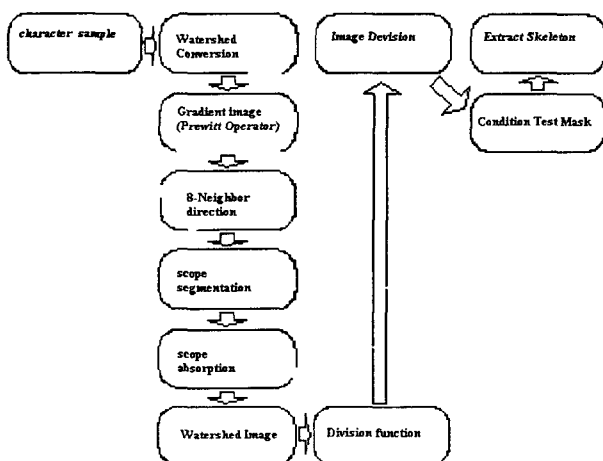 character sample
Watershed
Conversion
Gradient image
(Prewitt Operator)
8-Neighbor
direction
scope
segmentation
scope
absorption
Watershed Image
Division function
Image Devision
Condition Test Mask
Extract Skeleton